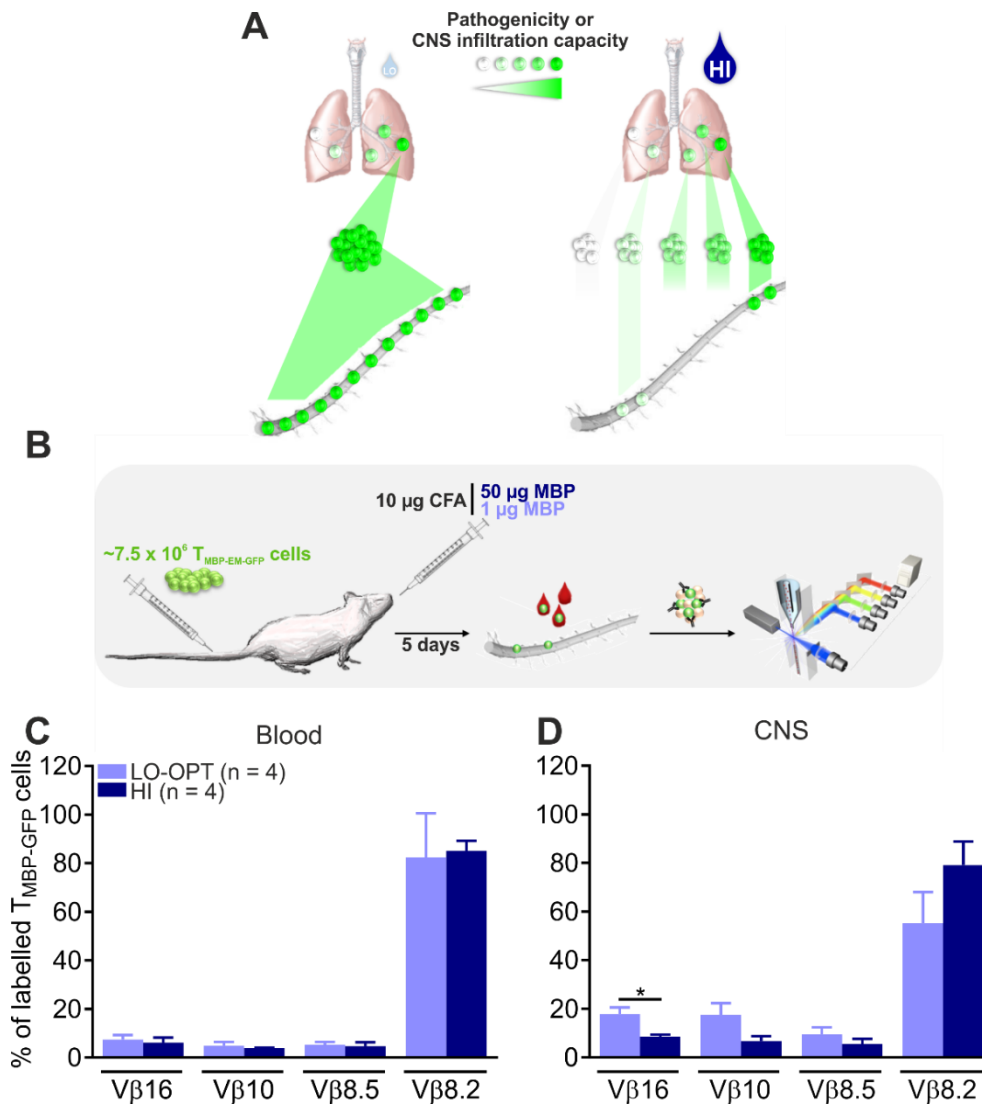 A
Pathogenicity or
CNS infiltration capacity
LO
HI
B
10 µg CFA
50 µg MBP
1 µg MBP
~7.5 x 10⁶ T_MBP-EM-GFP cells
5 days
C
Blood
D
CNS
% of labelled T_MBP-GFP cells
120
100
80
60
40
20
0
LO-OPT (n = 4)
HI (n = 4)
Vβ16
Vβ10
Vβ8.5
Vβ8.2
120
100
80
60
40
20
0
*
Vβ16
Vβ10
Vβ8.5
Vβ8.2